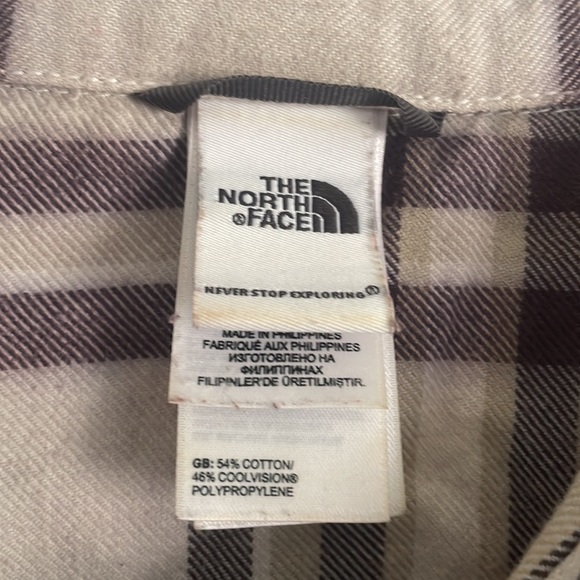 THE
NORTH
®FACE
NEVER STOP EXPLORING®
MADE IN PHILIPPINES
FABRIQUÉ AUX PHILIPPINES
ИЗГОТОВЛЕНО НА
ФИЛИППИНАХ
FILIPINLER'DE ÜRETILMIŞTIR.
GB: 54% COTTON/
46% COOLVISION®
POLYPROPYLENE